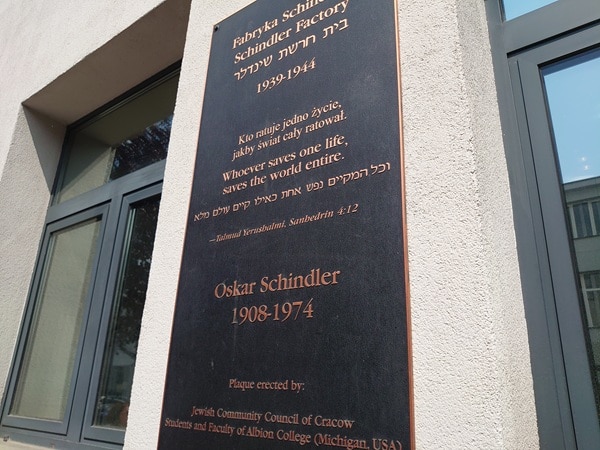 Fabryka
Schindler Factory
בית חרשת שינדלר
1939-1944
Kto ratuje jedno życie,
jakby świat cały ratował.
Whoever saves one life,
saves the world entire.
וכל המקיים נפש אחת כאילו קיים עולם מלא
—Talmud Yerushalmi, Sanhedrin 4:12
Oskar Schindler
1908-1974
Plaque erected by:
Jewish Community Council of Cracow
Students and Faculty of Albion College (Michigan, USA)